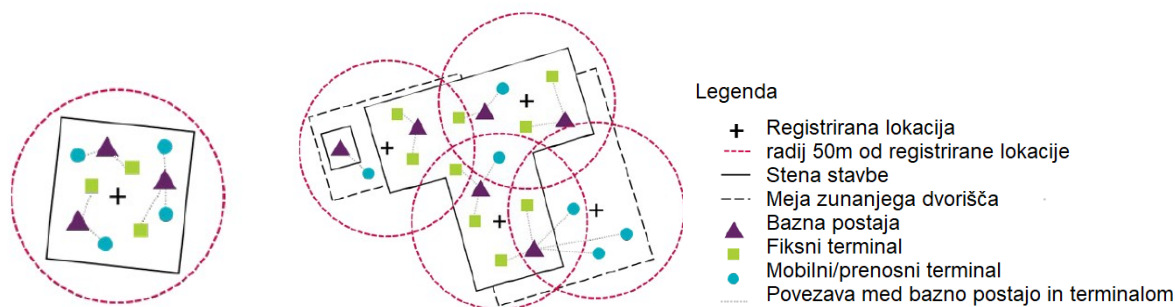 Legenda
Registrirana lokacija
radij 50m od registrirane lokacije
Stena stavbe
Meja zunanjega dvorišča
Bazna postaja
Fiksni terminal
Mobilni/prenosni terminal
Povezava med bazno postajo in terminalom